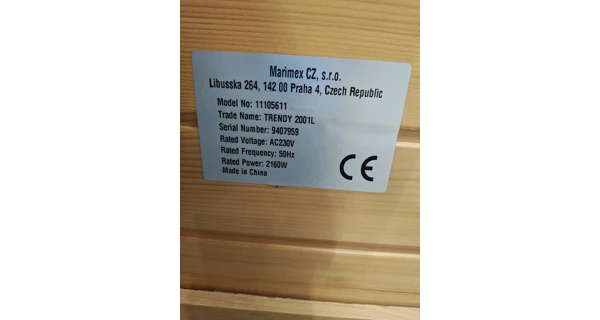 Marimex CZ, s.r.o.
Libusska 264, 142 00 Praha 4, Czech Republic
Model No: 11105611
Trade Name: TRENDY 2001L
Serial Number: 9407959
Rated Voltage: AC230V
Rated Frequency: 50Hz
Rated Power: 2160W
Made in China
CE